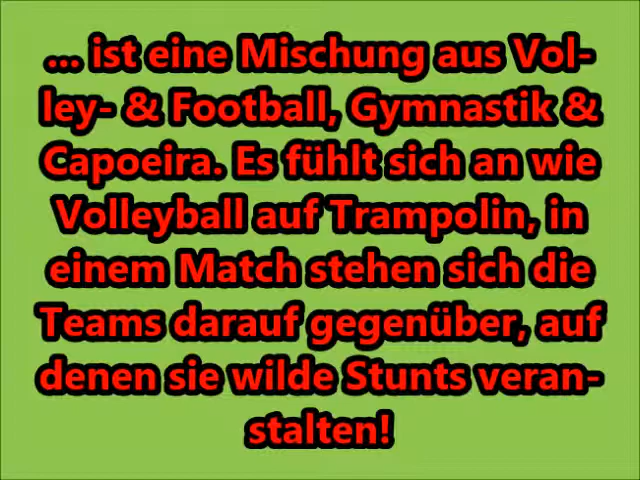 ... ist eine Mischung aus Vol-
ley- & Football, Gymnastik &
Capoeira. Es fühlt sich an wie
Volleyball auf Trampolin, in
einem Match stehen sich die
Teams darauf gegenüber, auf
denen sie wilde Stunts veran-
stalten!